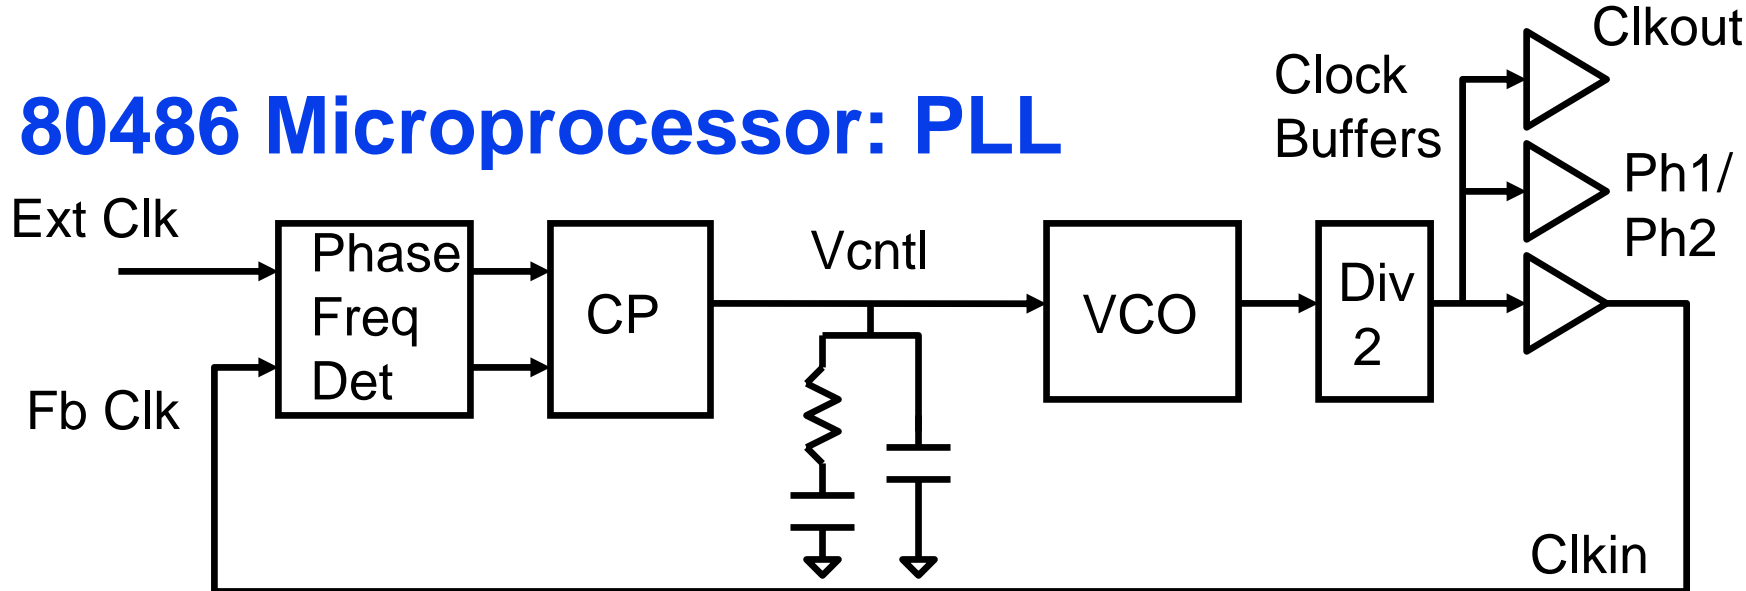 Clkout
Clock
Buffers
80486 Microprocessor: PLL
Ph1/
Ph2
Ext Clk
Phase
Freq
Det
CP
Vcntl
VCO
Div
2
Fb Clk
Clkin